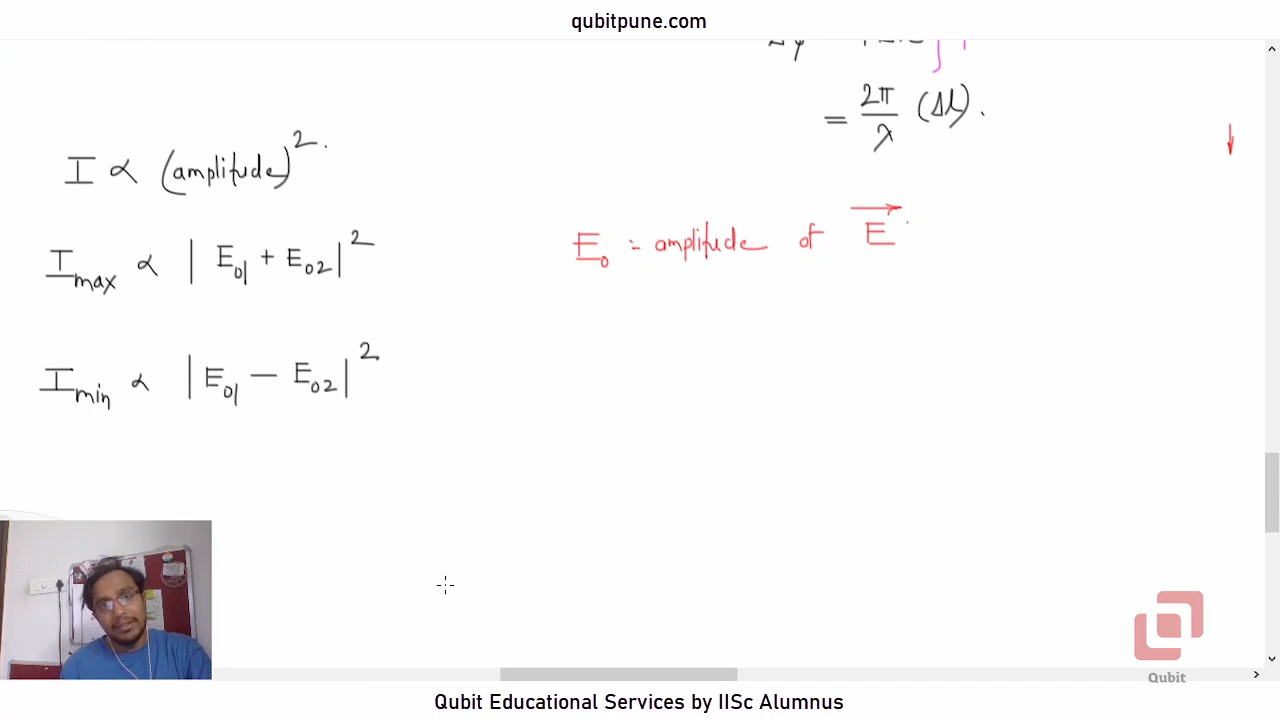 qubitpune.com
= 2π/λ (Δl).
I ∝ (amplitude)².
I_max ∝ | E₀₁ + E₀₂ |²
E₀ : amplitude of E⃗
I_min ∝ | E₀₁ − E₀₂ |²
Qubit
Qubit Educational Services by IISc Alumnus